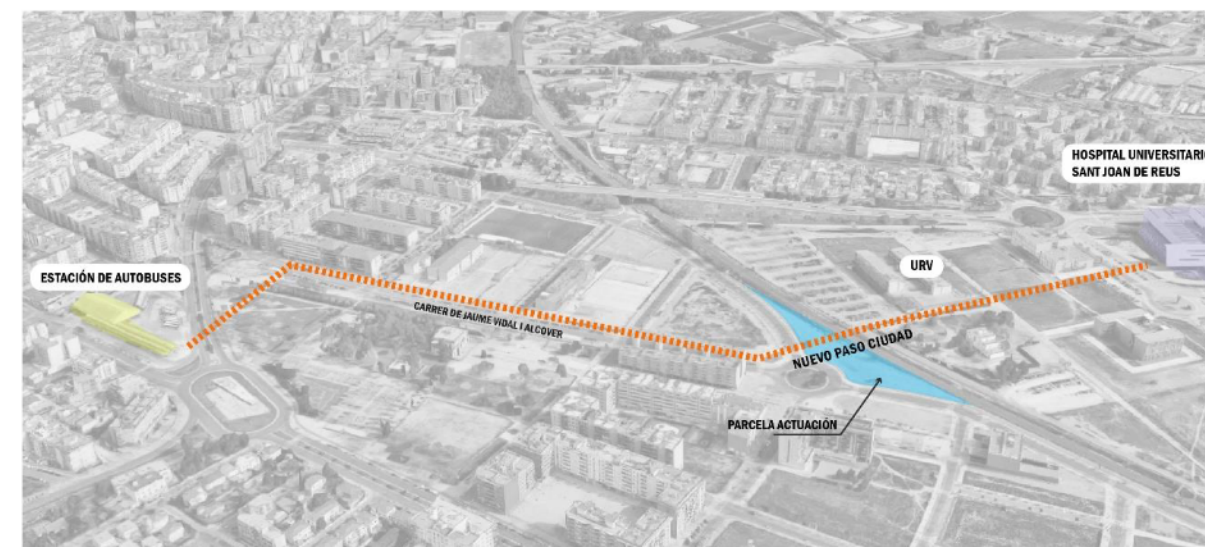 HOSPITAL UNIVERSITARIO
SANT JOAN DE REUS
URV
ESTACIÓN DE AUTOBUSES
CARRER DE JAUME VIDAL I ALCOVER
NUEVO PASO CIUDAD
PARCELA ACTUACIÓN